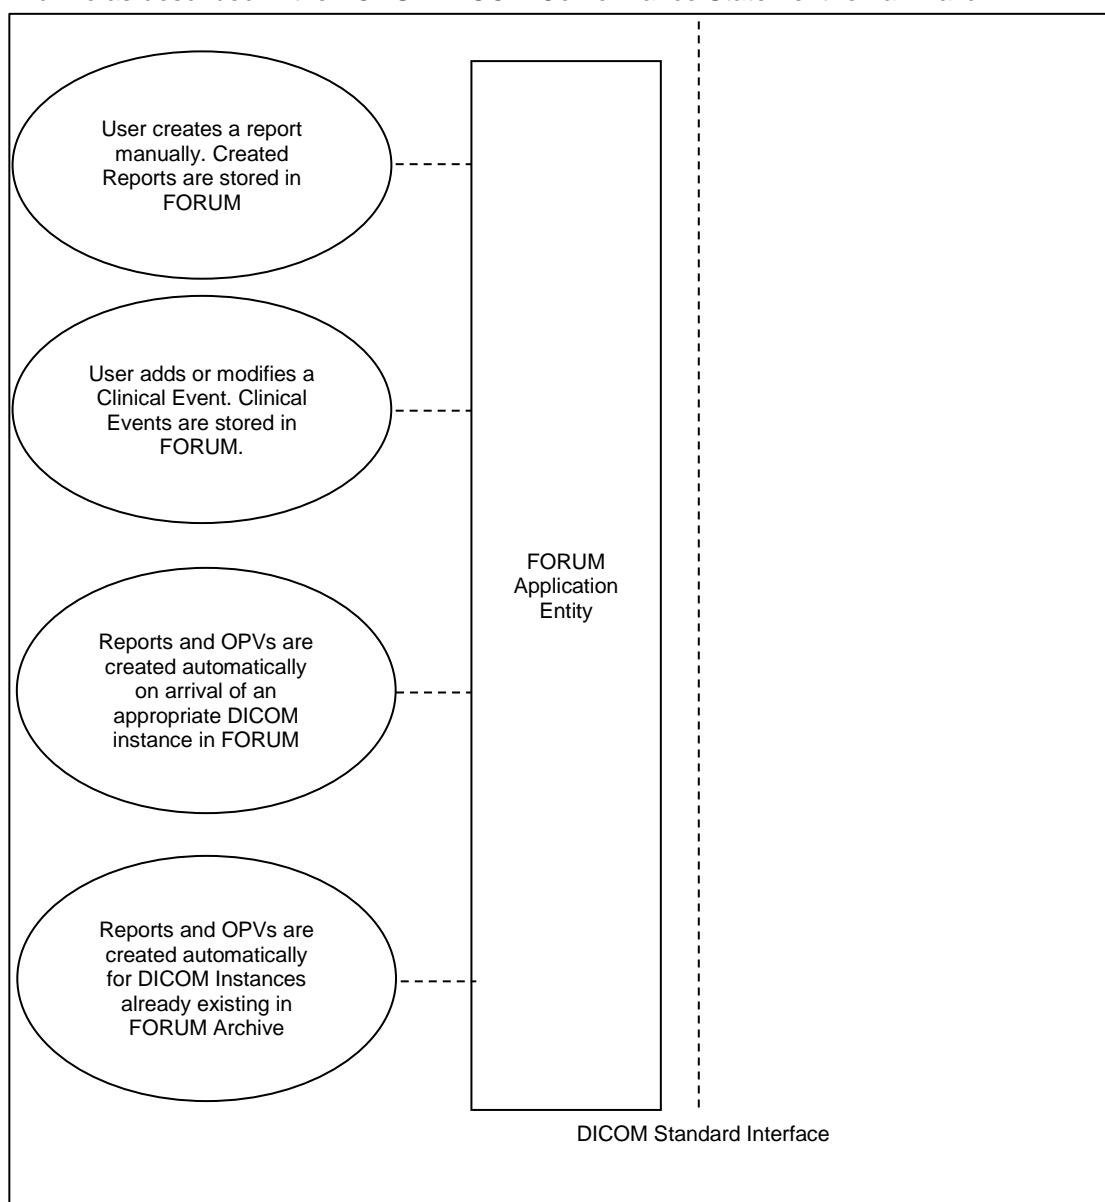 User creates a report
manually. Created
Reports are stored in
FORUM
User adds or modifies a
Clinical Event. Clinical
Events are stored in
FORUM.
FORUM
Application
Entity
Reports and OPVs are
created automatically
on arrival of an
appropriate DICOM
instance in FORUM
Reports and OPVs are
created automatically
for DICOM Instances
already existing in
FORUM Archive
DICOM Standard Interface